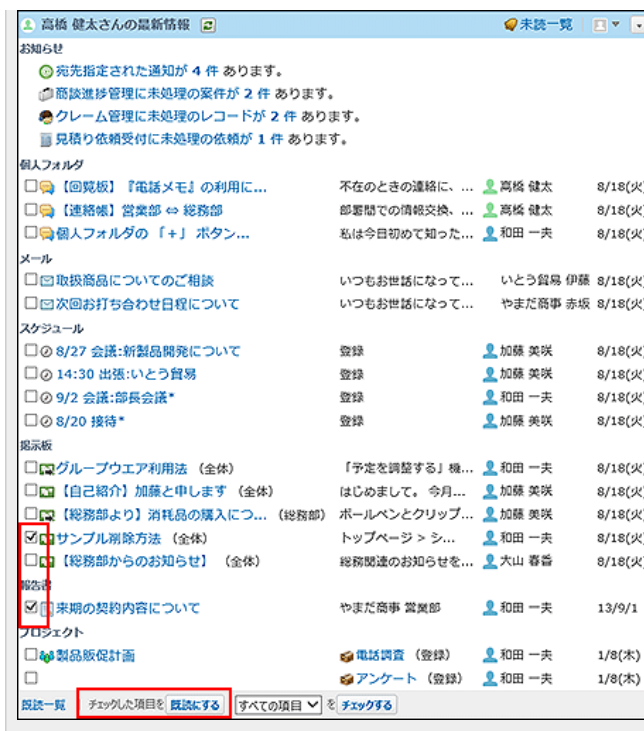 高橋 健太さんの最新情報 未読一覧
お知らせ
宛先指定された通知が 4 件 あります。
商談進捗管理に未処理の案件が 2 件 あります。
クレーム管理に未処理のレコードが 2 件 あります。
見積り依頼受付に未処理の依頼が 1 件 あります。
個人フォルダ
【回覧板】『電話メモ』の利用に... 不在のときの連絡に、... 高橋 健太 8/18(火)
【連絡帳】営業部 ⇔ 総務部 部署間での情報交換、... 高橋 健太 8/18(火)
個人フォルダの「+」ボタン... 私は今日初めて知った... 和田 一夫 8/18(火)
メール
取扱商品についてのご相談 いつもお世話になって... いとう貿易 伊藤 8/18(火)
次回お打ち合わせ日程について いつもお世話になって... やまだ商事 赤坂 8/18(火)
スケジュール
8/27 会議:新製品開発について 登録 加藤 美咲 8/18(火)
14:30 出張:いとう貿易 登録 加藤 美咲 8/18(火)
9/2 会議:部長会議* 登録 和田 一夫 8/18(火)
8/20 接待* 登録 加藤 美咲 8/18(火)
掲示板
グループウエア利用法 (全体) 「予定を調整する」機... 和田 一夫 8/18(火)
【自己紹介】加藤と申します (全体) はじめまして。 今月... 加藤 美咲 8/18(火)
【総務部より】消耗品の購入につ... (総務部) ボールペンとクリップ... 加藤 美咲 8/18(火)
サンプル削除方法 (全体) トップページ > シ... 和田 一夫 8/18(火)
【総務部からのお知らせ】 (全体) 総務関連のお知らせを... 大山 春香 8/18(火)
報告書
来期の契約内容について やまだ商事 営業部 和田 一夫 13/9/1
プロジェクト
製品販促計画 電話調査 (登録) 和田 一夫 1/8(木)
アンケート (登録) 和田 一夫 1/8(木)
既読一覧 チェックした項目を 既読にする すべての項目 を チェックする